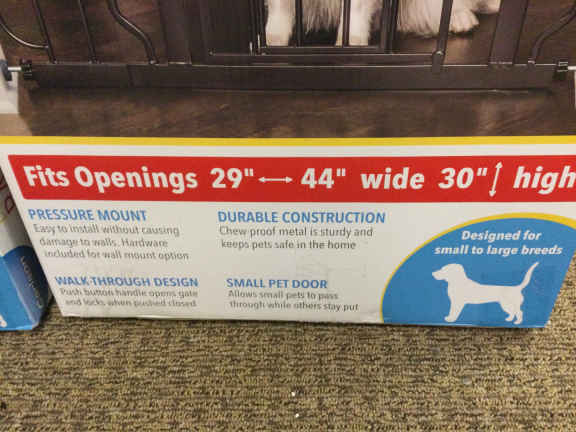 Fits Openings 29" ↔ 44" wide 30" ↕ high
PRESSURE MOUNT
Easy to install without causing
damage to walls. Hardware
included for wall mount option
DURABLE CONSTRUCTION
Chew-proof metal is sturdy and
keeps pets safe in the home
WALK-THROUGH DESIGN
Push button handle opens gate
and locks when pushed closed
SMALL PET DOOR
Allows small pets to pass
through while others stay put
Designed for
small to large breeds